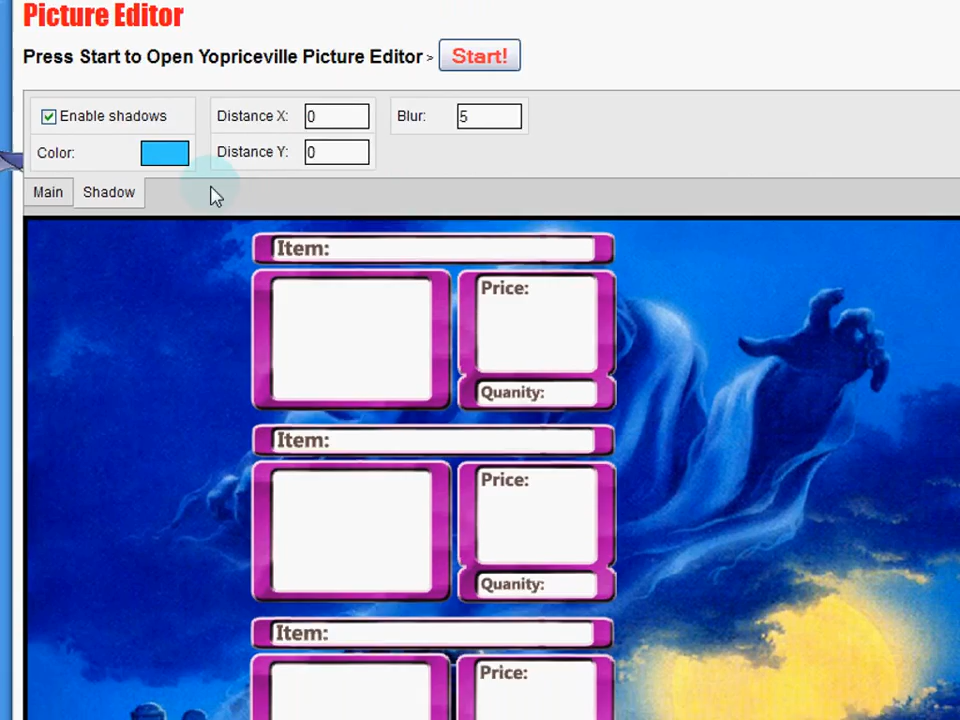 Picture Editor
Press Start to Open Yopriceville Picture Editor > Start!
Enable shadows Distance X: 0 Blur: 5
Color: Distance Y: 0
Main Shadow
Item:
Price:
Quanity:
Item:
Price:
Quanity:
Item:
Price: